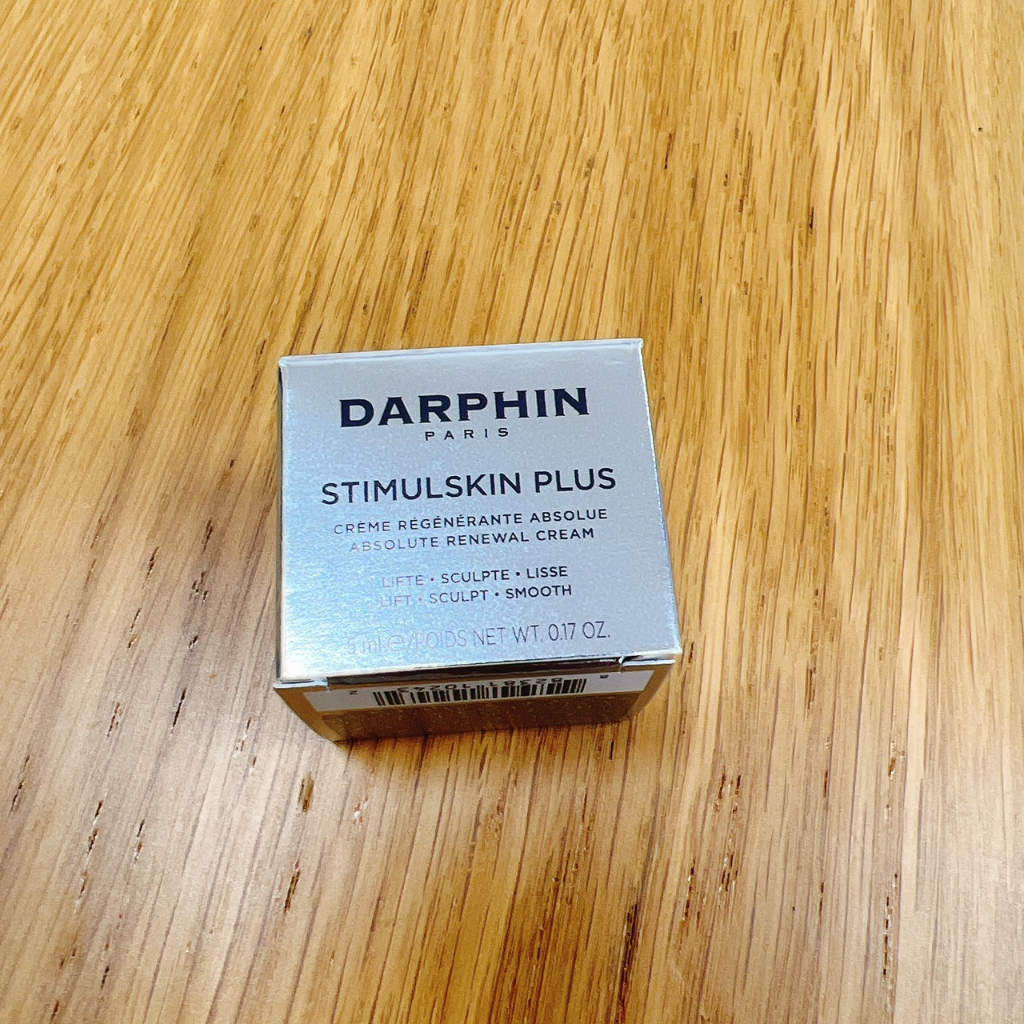 DARPHIN
PARIS
STIMULSKIN PLUS
CRÈME RÉGÉNÉRANTE ABSOLUE
ABSOLUTE RENEWAL CREAM
LIFTE • SCULPTE • LISSE
LIFT • SCULPT • SMOOTH
5 ml ℮/POIDS NET WT. 0.17 OZ.